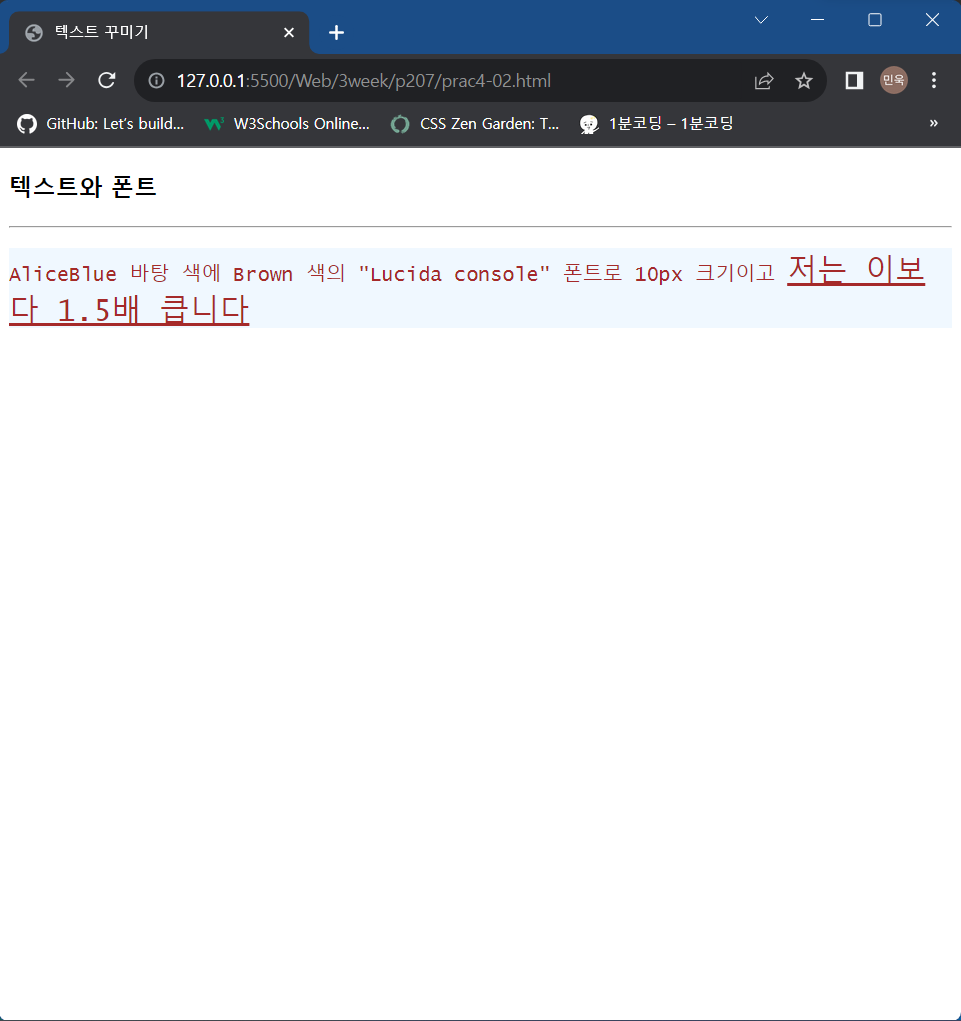 텍스트 꾸미기
127.0.0.1:5500/Web/3week/p207/prac4-02.html
민욱
GitHub: Let's build...
W3Schools Online...
CSS Zen Garden: T...
1분코딩 – 1분코딩
»
텍스트와 폰트
AliceBlue 바탕 색에 Brown 색의 "Lucida console" 폰트로 10px 크기이고 저는 이보
다 1.5배 큽니다